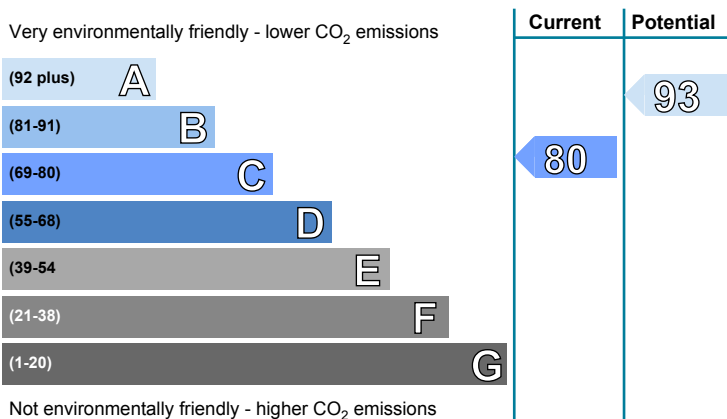 Current Potential
Very environmentally friendly - lower CO2 emissions
(92 plus) A
93
(81-91) B
(69-80) C
80
(55-68) D
(39-54 E
(21-38) F
(1-20) G
Not environmentally friendly - higher CO2 emissions